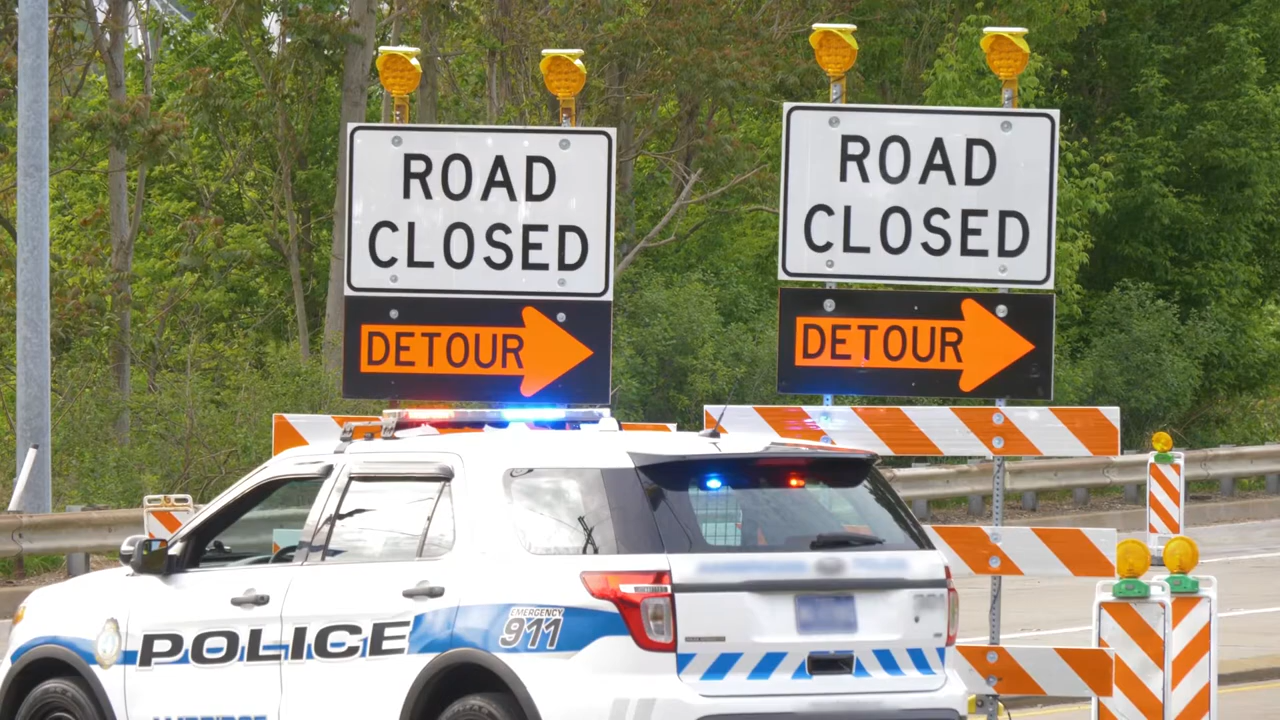 ROAD
CLOSED
DETOUR
ROAD
CLOSED
DETOUR
POLICE
EMERGENCY
911